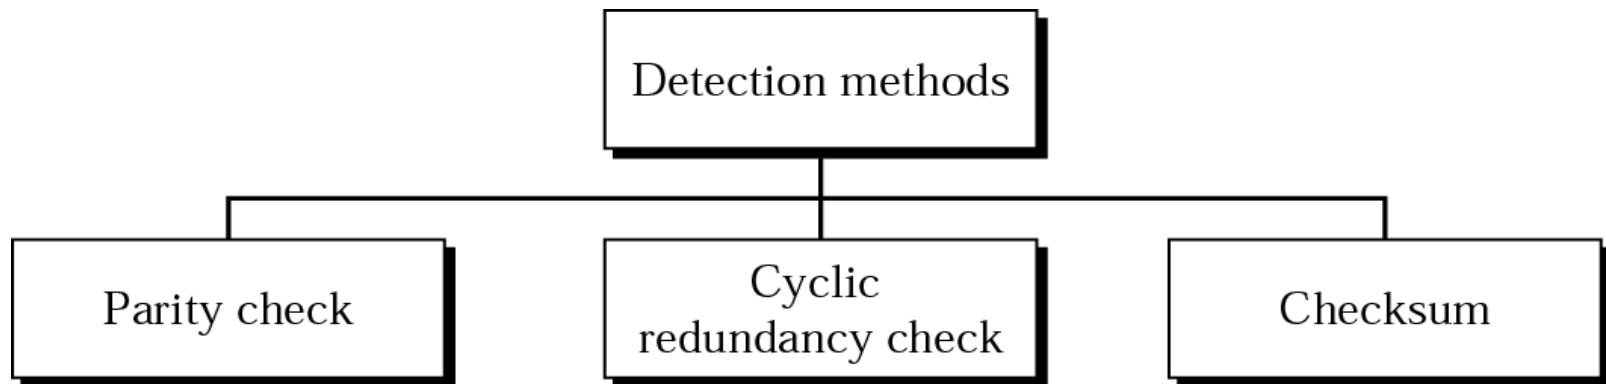 Detection methods
Parity check
Cyclic
redundancy check
Checksum